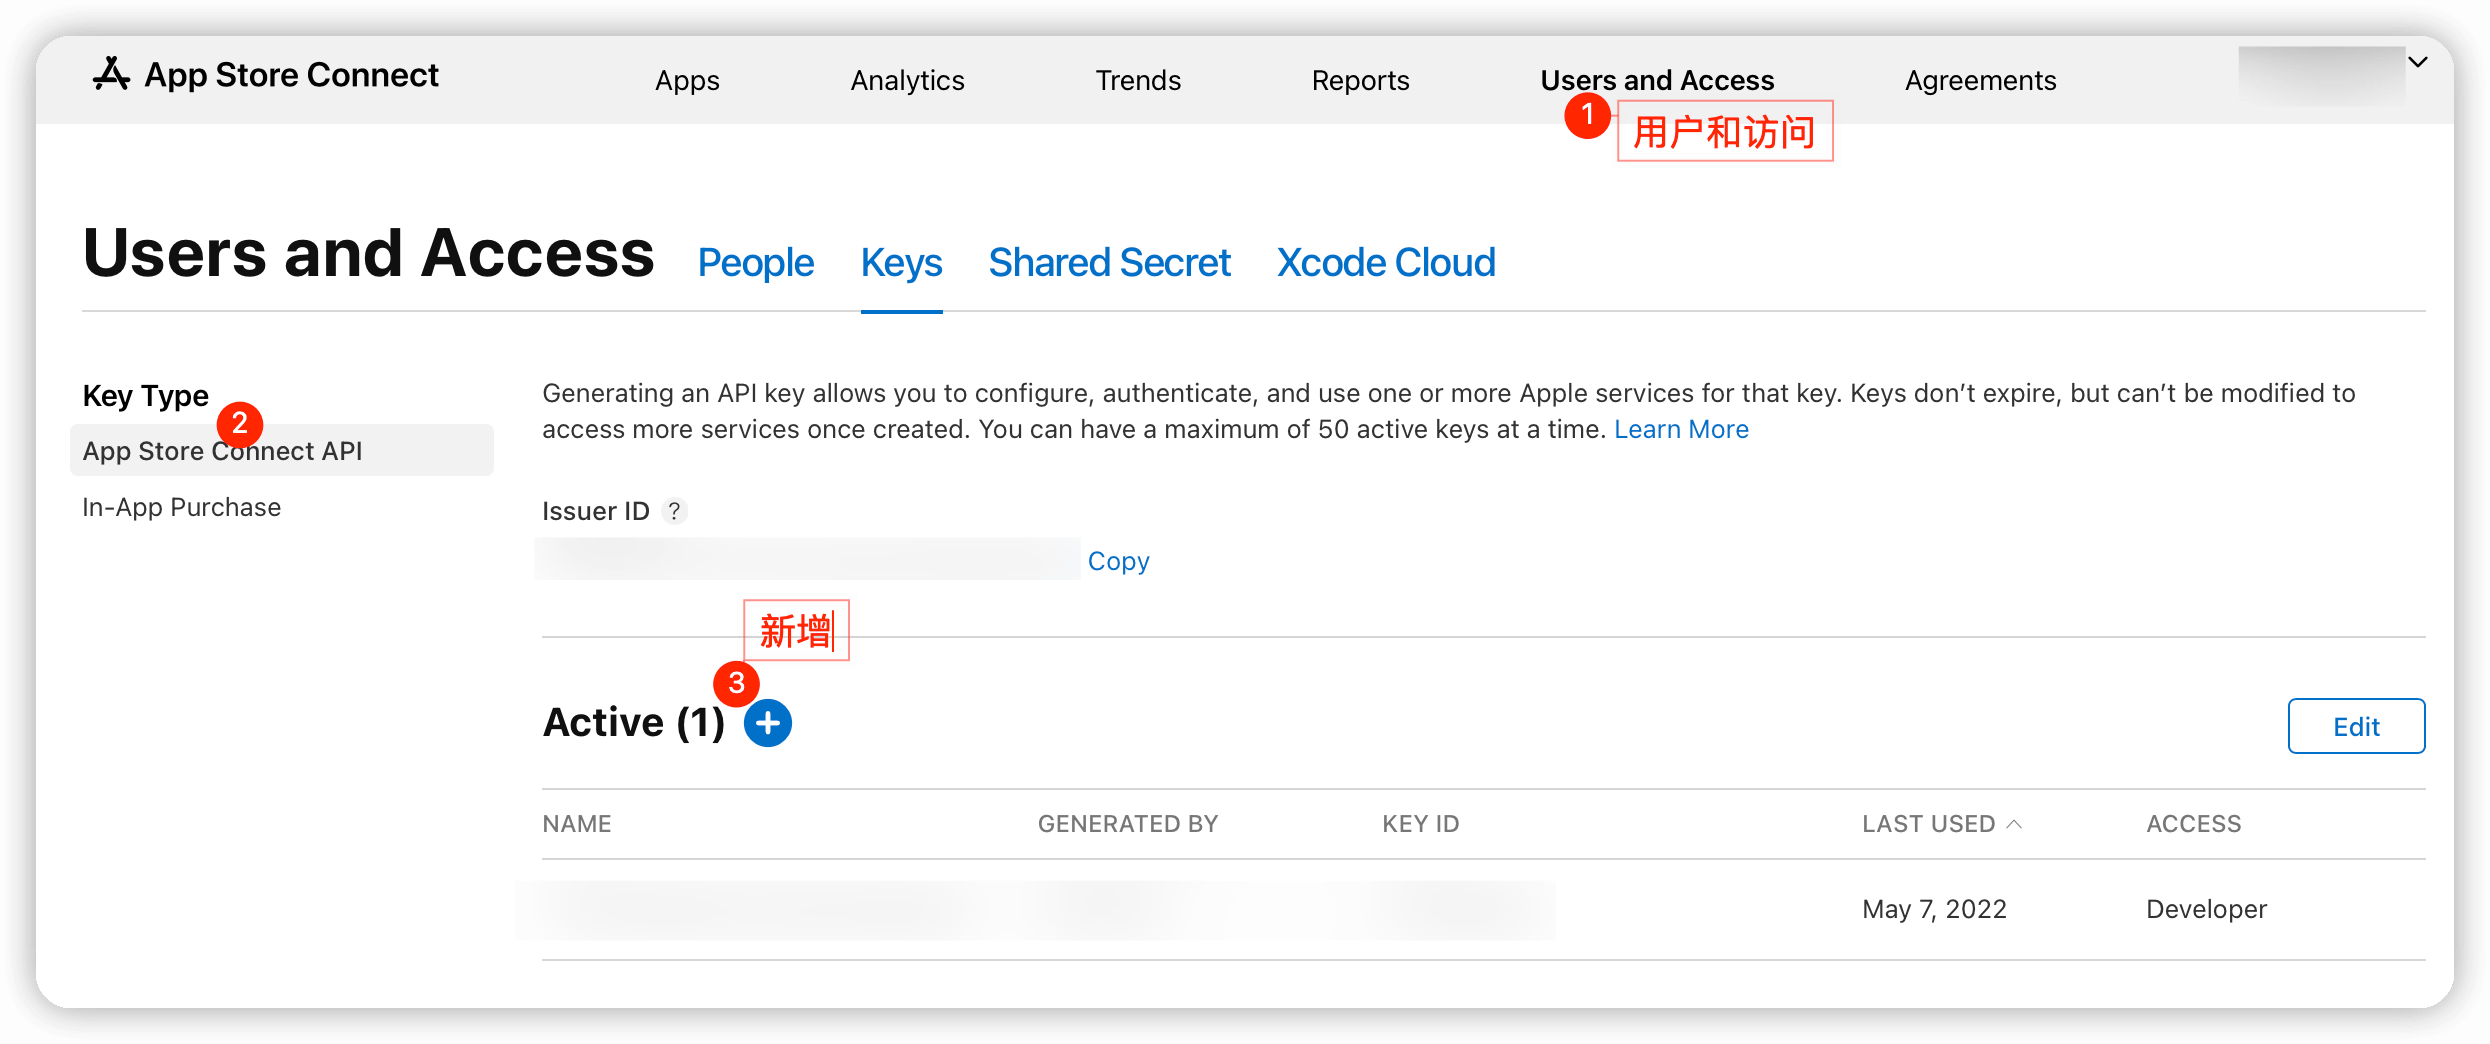 App Store Connect
Apps
Analytics
Trends
Reports
Users and Access
Agreements
1
用户和访问
Users and Access
People
Keys
Shared Secret
Xcode Cloud
Key Type
2
App Store Connect API
In-App Purchase
Generating an API key allows you to configure, authenticate, and use one or more Apple services for that key. Keys don’t expire, but can’t be modified to
access more services once created. You can have a maximum of 50 active keys at a time. Learn More
Issuer ID ?
Copy
新增
3
Active (1) +
Edit
NAME
GENERATED BY
KEY ID
LAST USED
ACCESS
May 7, 2022
Developer